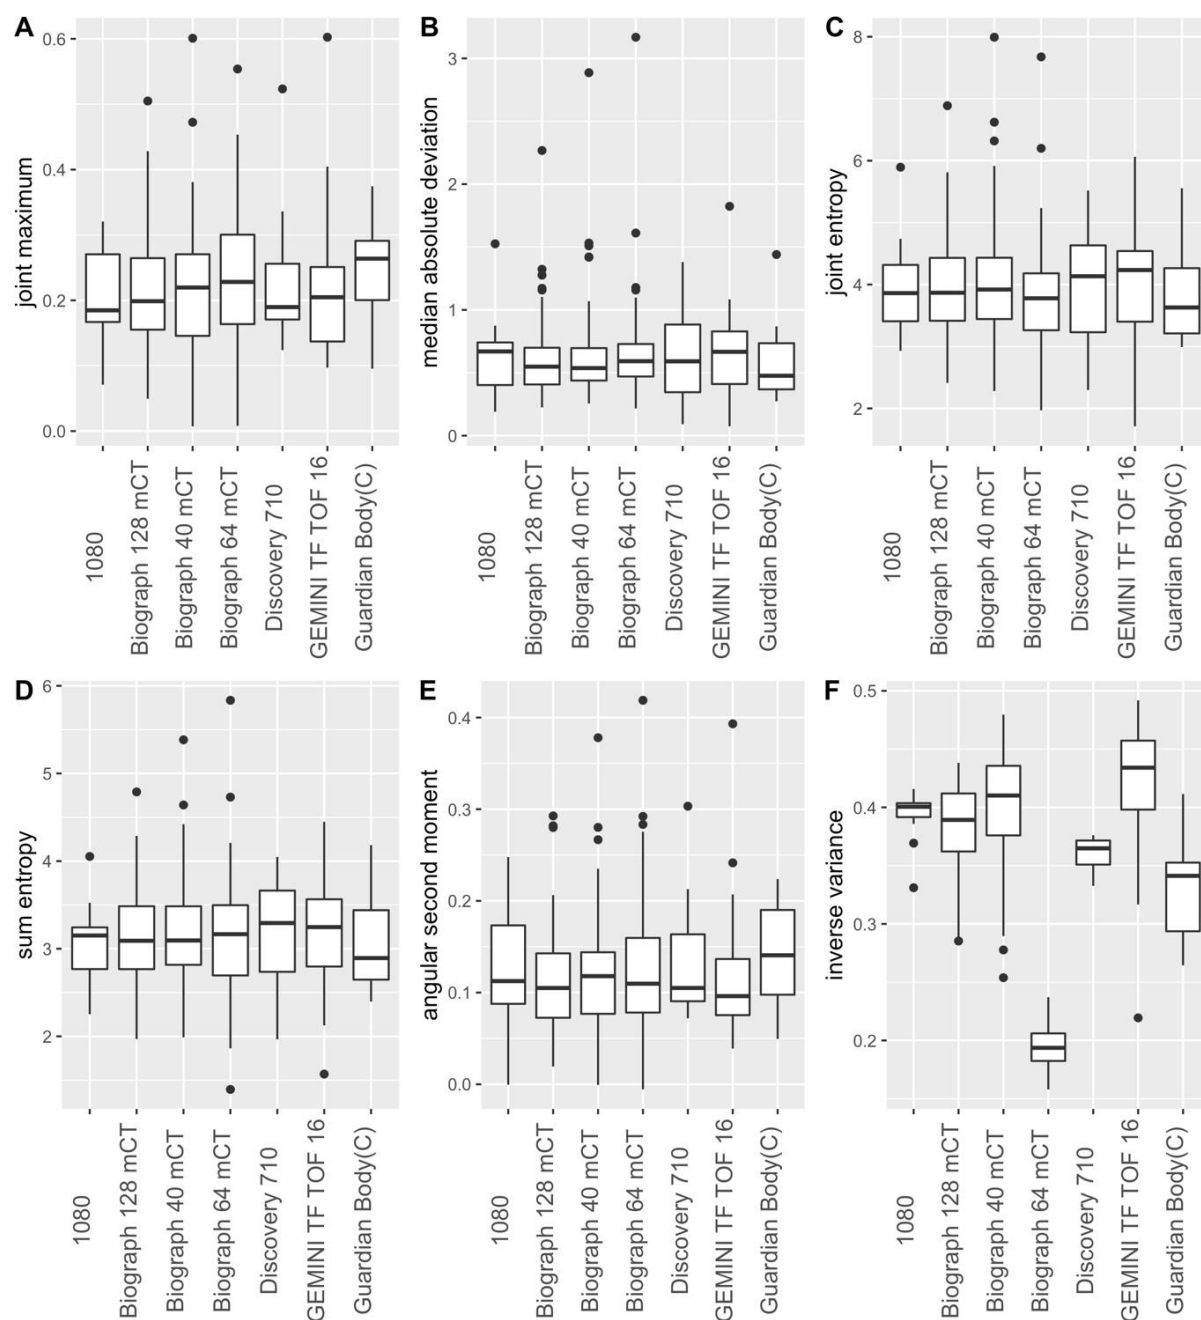 A
joint maximum
0.6
0.4
0.2
0.0
1080
Biograph 128 mCT
Biograph 40 mCT
Biograph 64 mCT
Discovery 710
GEMINI TF TOF 16
Guardian Body(C)
B
median absolute deviation
3
2
1
0
1080
Biograph 128 mCT
Biograph 40 mCT
Biograph 64 mCT
Discovery 710
GEMINI TF TOF 16
Guardian Body(C)
C
joint entropy
8
6
4
2
1080
Biograph 128 mCT
Biograph 40 mCT
Biograph 64 mCT
Discovery 710
GEMINI TF TOF 16
Guardian Body(C)
D
sum entropy
6
5
4
3
2
1080
Biograph 128 mCT
Biograph 40 mCT
Biograph 64 mCT
Discovery 710
GEMINI TF TOF 16
Guardian Body(C)
E
angular second moment
0.4
0.3
0.2
0.1
0.0
1080
Biograph 128 mCT
Biograph 40 mCT
Biograph 64 mCT
Discovery 710
GEMINI TF TOF 16
Guardian Body(C)
F
inverse variance
0.5
0.4
0.3
0.2
1080
Biograph 128 mCT
Biograph 40 mCT
Biograph 64 mCT
Discovery 710
GEMINI TF TOF 16
Guardian Body(C)